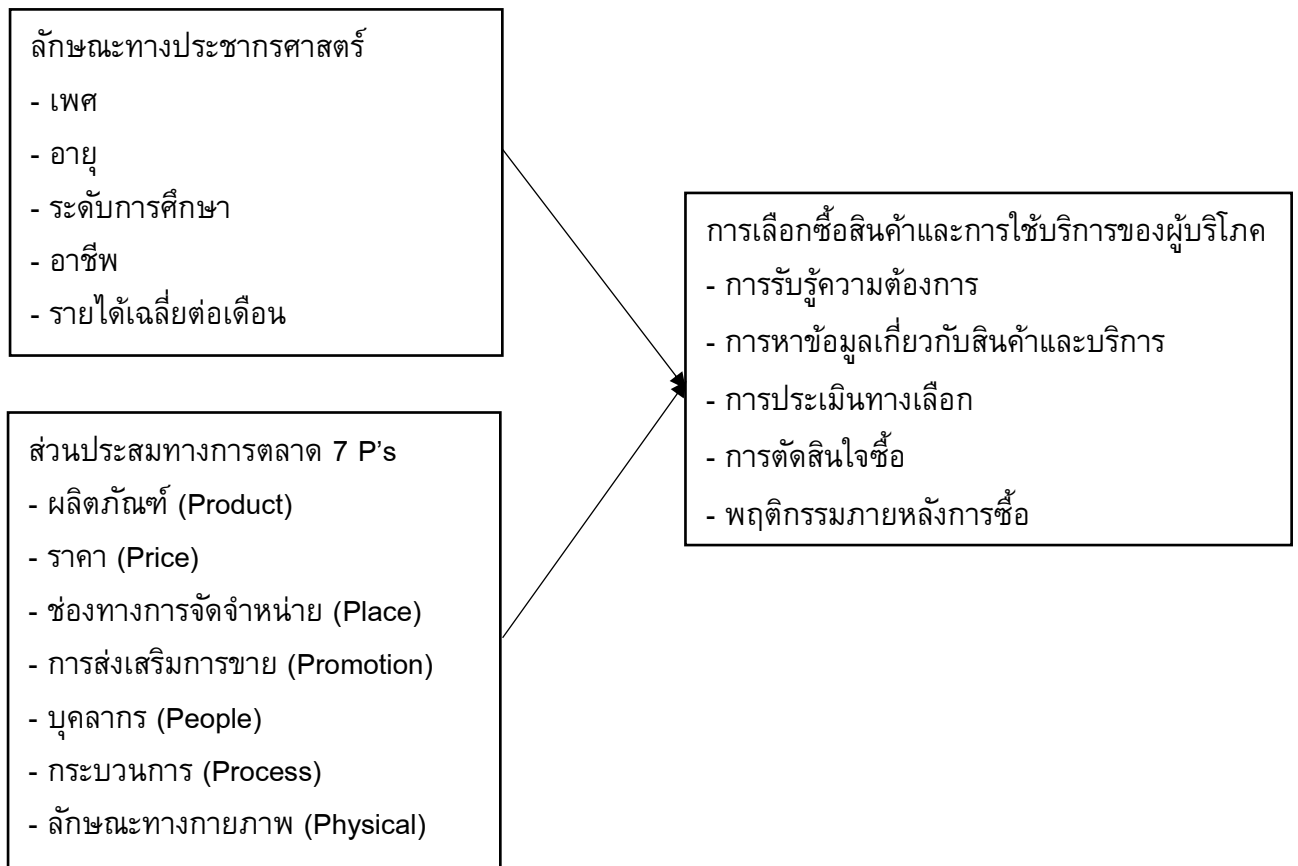 ลักษณะทางประชากรศาสตร์
- เพศ
- อายุ
- ระดับการศึกษา
- อาชีพ
- รายได้เฉลี่ยต่อเดือน
ส่วนประสมทางการตลาด 7 P’s
- ผลิตภัณฑ์ (Product)
- ราคา (Price)
- ช่องทางการจัดจำหน่าย (Place)
- การส่งเสริมการขาย (Promotion)
- บุคลากร (People)
- กระบวนการ (Process)
- ลักษณะทางกายภาพ (Physical)
การเลือกซื้อสินค้าและการใช้บริการของผู้บริโภค
- การรับรู้ความต้องการ
- การหาข้อมูลเกี่ยวกับสินค้าและบริการ
- การประเมินทางเลือก
- การตัดสินใจซื้อ
- พฤติกรรมภายหลังการซื้อ